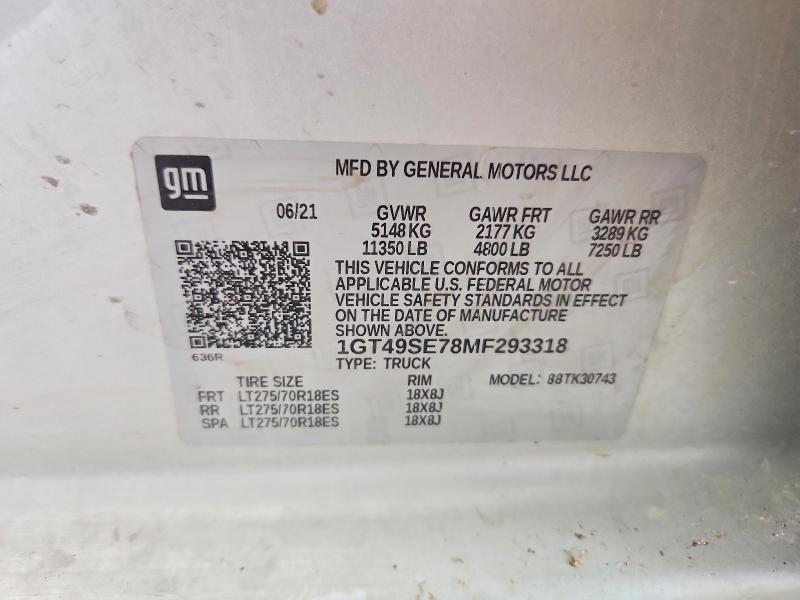 gm
MFD BY GENERAL MOTORS LLC
06/21 GVWR GAWR FRT GAWR RR
5148 KG 2177 KG 3289 KG
11350 LB 4800 LB 7250 LB
THIS VEHICLE CONFORMS TO ALL
APPLICABLE U.S. FEDERAL MOTOR
VEHICLE SAFETY STANDARDS IN EFFECT
ON THE DATE OF MANUFACTURE
SHOWN ABOVE.
1GT49SE78MF293318
636R
TYPE: TRUCK
TIRE SIZE RIM MODEL: 88TK30743
FRT LT275/70R18ES 18X8J
RR LT275/70R18ES 18X8J
SPA LT275/70R18ES 18X8J